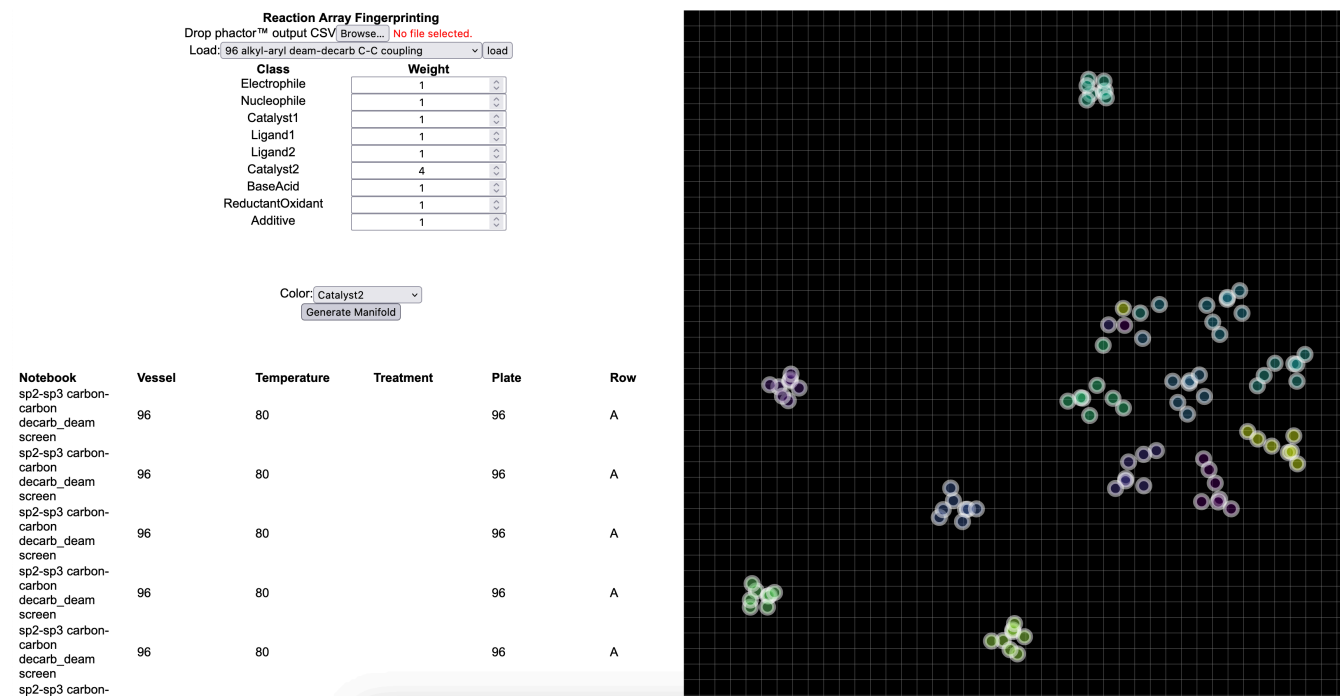 Reaction Array Fingerprinting
Drop phactor™ output CSV Browse... No file selected.
Load: 96 alkyl-aryl deam-decarb C-C coupling load
Class Weight
Electrophile 1
Nucleophile 1
Catalyst1 1
Ligand1 1
Ligand2 1
Catalyst2 4
BaseAcid 1
ReductantOxidant 1
Additive 1
Color: Catalyst2
Generate Manifold
Notebook Vessel Temperature Treatment Plate Row
sp2-sp3 carbon-
carbon
decarb_deam
screen
96 80 96 A
sp2-sp3 carbon-
carbon
decarb_deam
screen
96 80 96 A
sp2-sp3 carbon-
carbon
decarb_deam
screen
96 80 96 A
sp2-sp3 carbon-
carbon
decarb_deam
screen
96 80 96 A
sp2-sp3 carbon-
carbon
decarb_deam
screen
96 80 96 A
sp2-sp3 carbon-